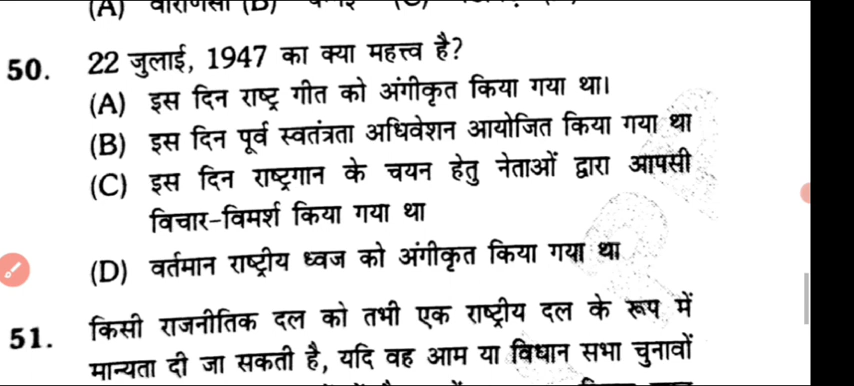 (A) वाराणसी (B)
50. 22 जुलाई, 1947 का क्या महत्त्व है?
(A) इस दिन राष्ट्र गीत को अंगीकृत किया गया था।
(B) इस दिन पूर्व स्वतंत्रता अधिवेशन आयोजित किया गया था
(C) इस दिन राष्ट्रगान के चयन हेतु नेताओं द्वारा आपसी
विचार-विमर्श किया गया था
(D) वर्तमान राष्ट्रीय ध्वज को अंगीकृत किया गया था
51. किसी राजनीतिक दल को तभी एक राष्ट्रीय दल के रूप में
मान्यता दी जा सकती है, यदि वह आम या विधान सभा चुनावों